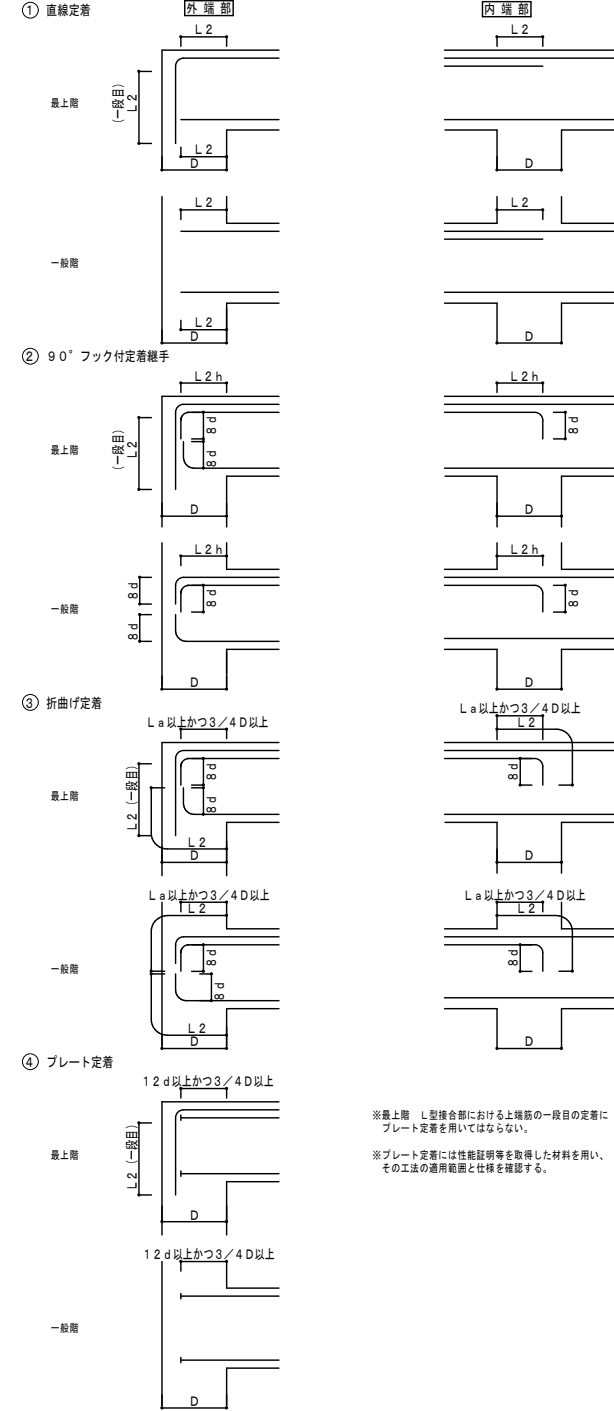 ① 直線定着
外端部
内端部
L2
L2
最上階
L2
(一段目)
L2
D
D
L2
L2
一般階
L2
D
D
② 90°フック付定着継手
L2h
L2h
最上階
L2
(一段目)
8d
8d
8d
D
D
L2h
L2h
一般階
8d
8d
8d
8d
D
D
③ 折曲げ定着
La以上かつ3/4D以上
La以上かつ3/4D以上
L2
最上階
L2(一段目)
8d
8d
8d
L2
D
D
La以上かつ3/4D以上
La以上かつ3/4D以上
L2
L2
一般階
8d
8d
8d
L2
D
D
④ プレート定着
12d以上かつ3/4D以上
最上階
L2(一段目)
D
※最上階 L型接合部における上端筋の一段目の定着に
プレート定着を用いてはならない。
※プレート定着には性能証明等を取得した材料を用い、
その工法の適用範囲と仕様を確認する。
12d以上かつ3/4D以上
一般階
D